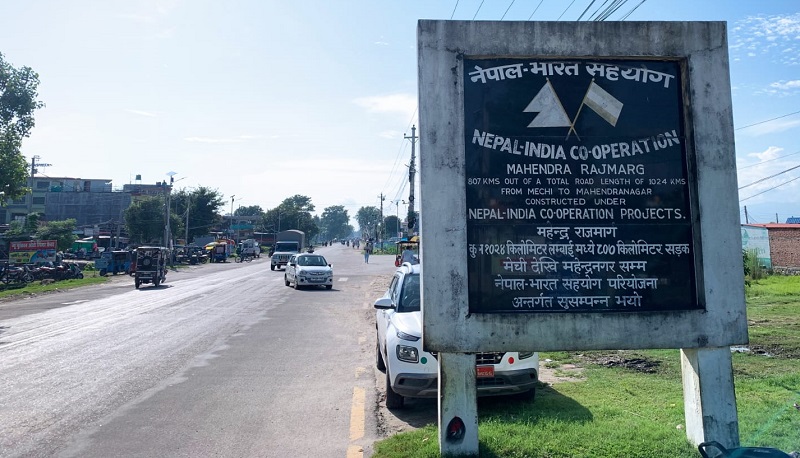 नेपाल-भारत सहयोग
NEPAL-INDIA CO-OPERATION
MAHENDRA RAJMARG
807 KMS OUT OF A TOTAL ROAD LENGTH OF 1024 KMS
FROM MECHI TO MAHENDRANAGAR
CONSTRUCTED UNDER
NEPAL-INDIA CO-OPERATION PROJECTS.
महेन्द्र राजमार्ग
कुल १०२४ किलोमिटर लम्बाई मध्ये ८०७ किलोमिटर सडक
मेची देखि महेन्द्रनगर सम्म
नेपाल-भारत सहयोग परियोजना
अन्तर्गत सुसम्पन्न भयो